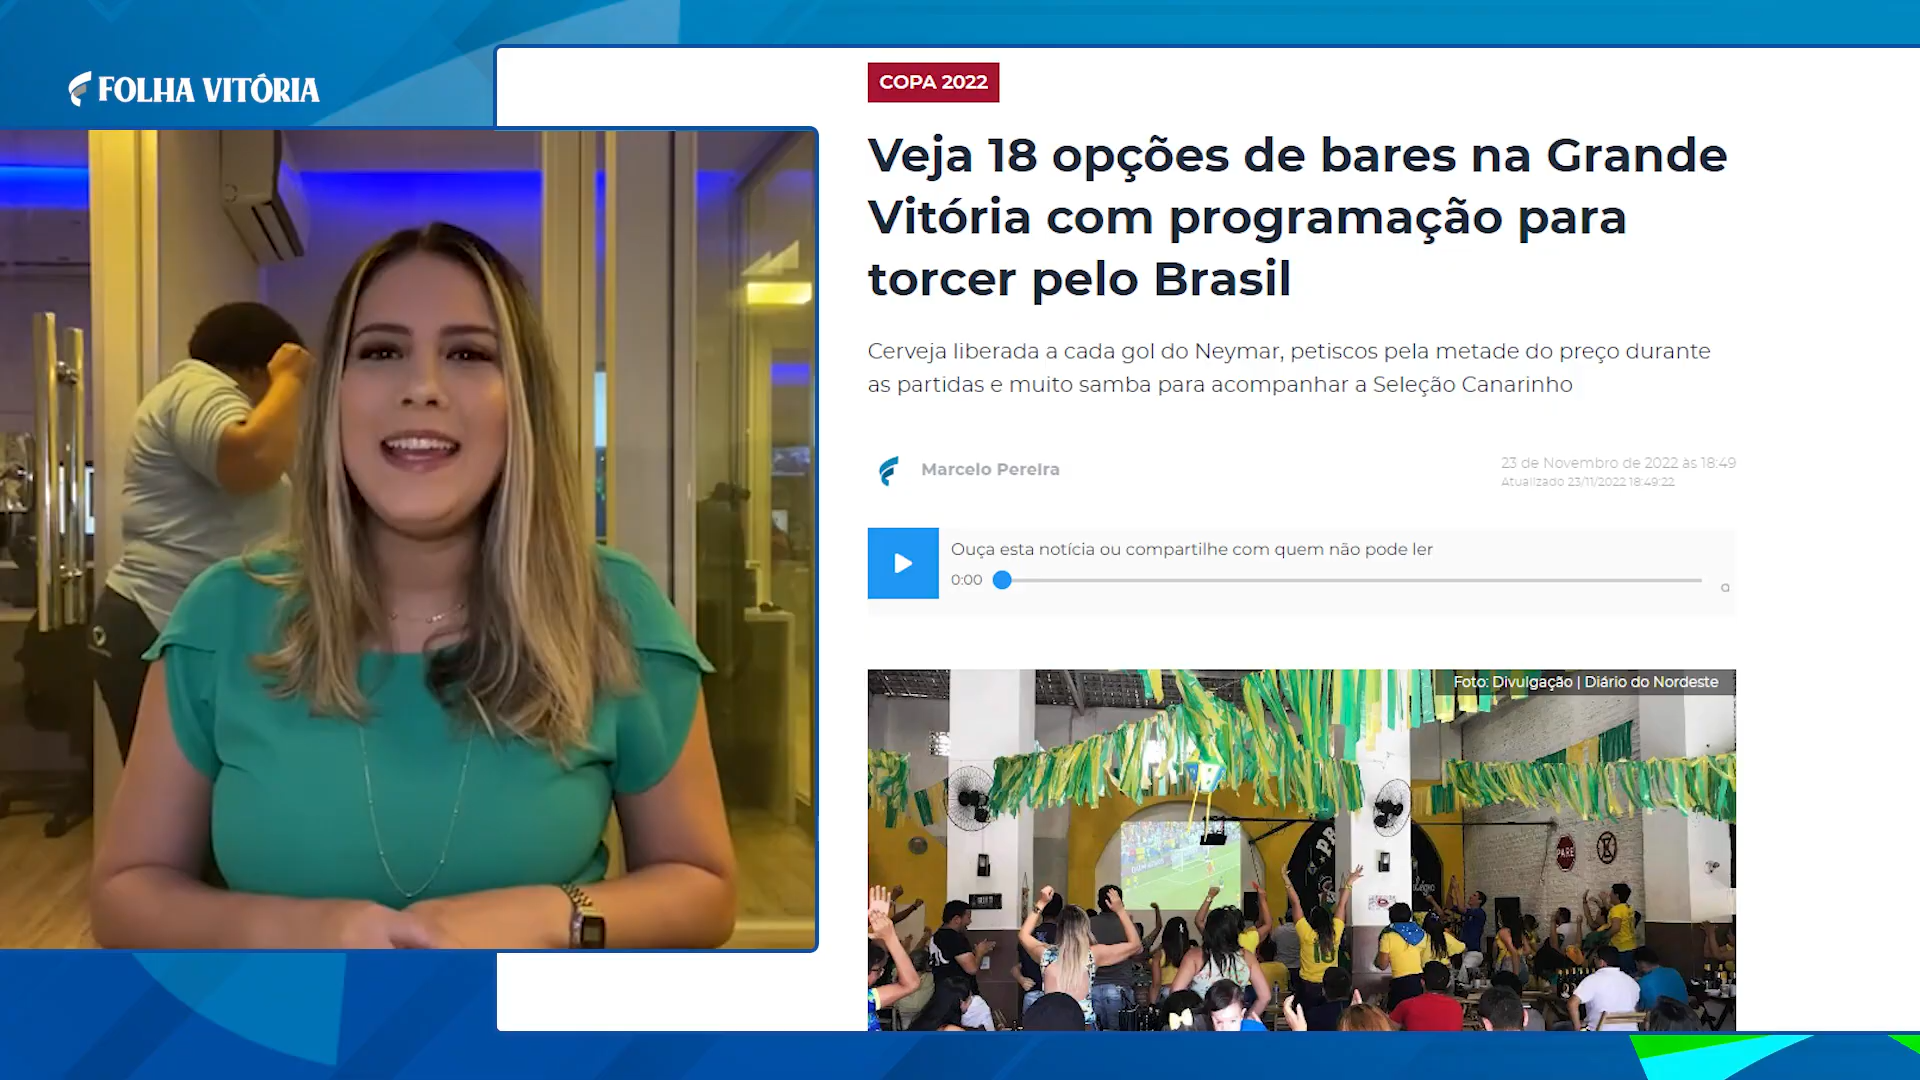 FOLHA VITÓRIA
COPA 2022
Veja 18 opções de bares na Grande
Vitória com programação para
torcer pelo Brasil
Cerveja liberada a cada gol do Neymar, petiscos pela metade do preço durante
as partidas e muito samba para acompanhar a Seleção Canarinho
Marcelo Pereira
23 de Novembro de 2022 às 18:49
Atualizado 23/11/2022 18:49:22
Ouça esta notícia ou compartilhe com quem não pode ler
0:00
a
Foto: Divulgação | Diário do Nordeste
PARE
10